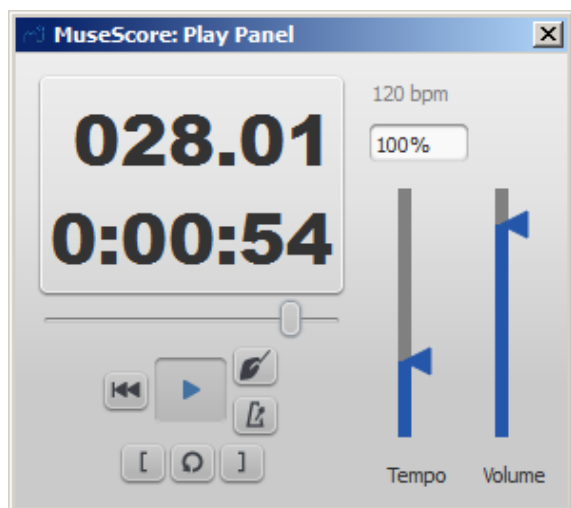 MuseScore: Play Panel
120 bpm
028.01
100%
0:00:54
[ ]
Tempo Volume